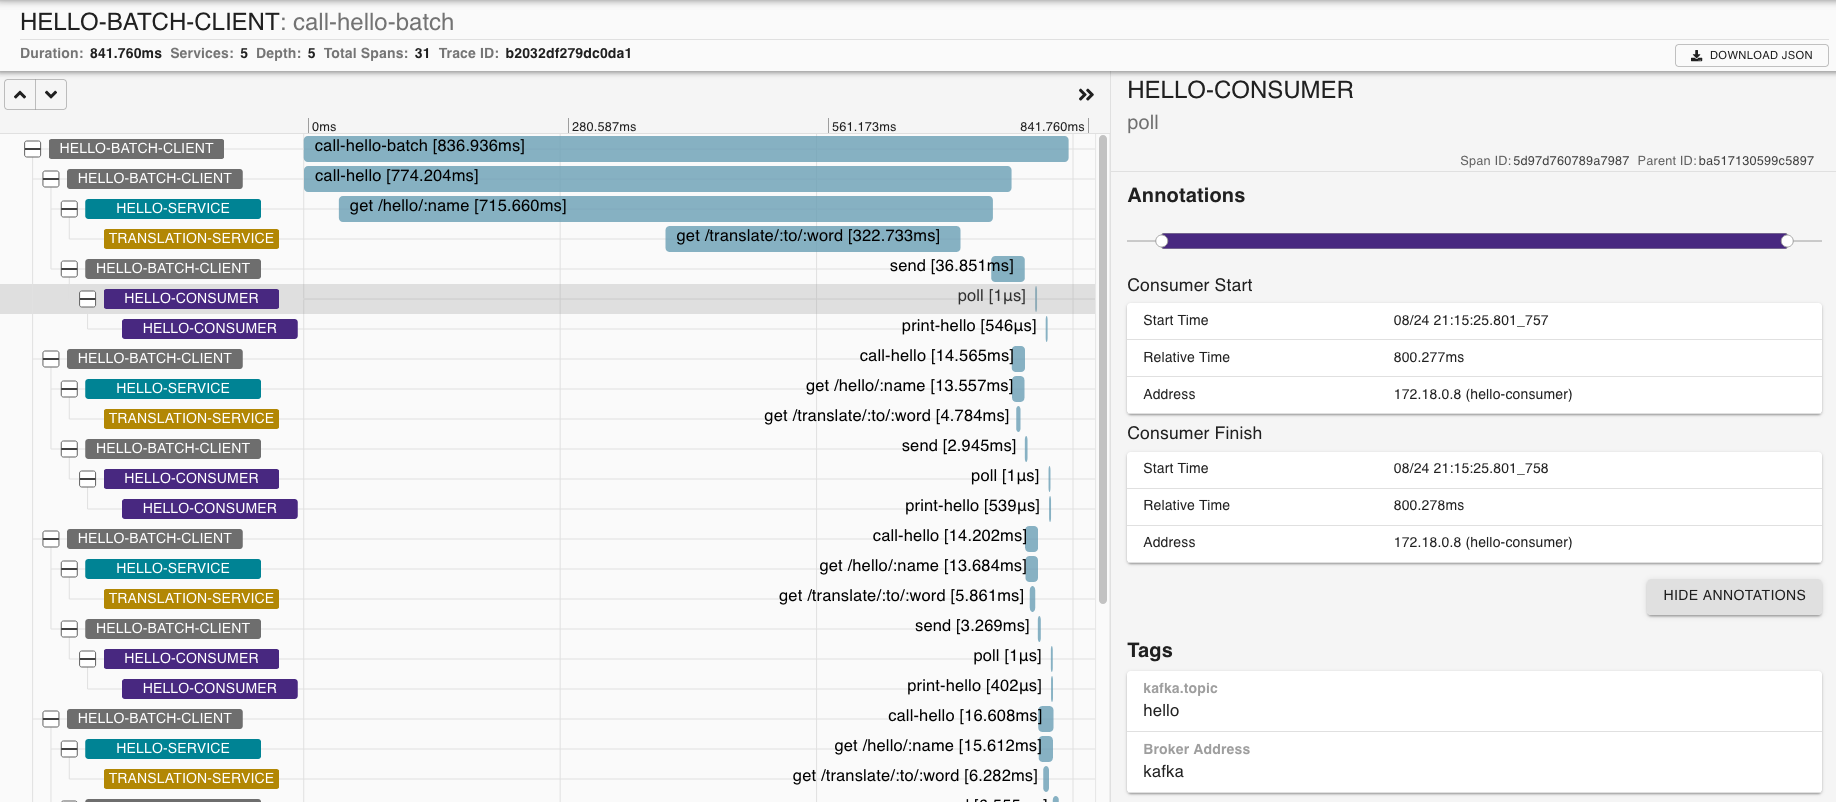 HELLO-BATCH-CLIENT: call-hello-batch
Duration: 841.760ms Services: 5 Depth: 5 Total Spans: 31 Trace ID: b2032df279dc0da1
DOWNLOAD JSON
0ms 280.587ms 561.173ms 841.760ms
HELLO-BATCH-CLIENT call-hello-batch [836.936ms]
HELLO-BATCH-CLIENT call-hello [774.204ms]
HELLO-SERVICE get /hello/:name [715.660ms]
TRANSLATION-SERVICE get /translate/:to/:word [322.733ms]
HELLO-BATCH-CLIENT send [36.851ms]
HELLO-CONSUMER poll [1μs]
HELLO-CONSUMER print-hello [546μs]
HELLO-BATCH-CLIENT call-hello [14.565ms]
HELLO-SERVICE get /hello/:name [13.557ms]
TRANSLATION-SERVICE get /translate/:to/:word [4.784ms]
HELLO-BATCH-CLIENT send [2.945ms]
HELLO-CONSUMER poll [1μs]
HELLO-CONSUMER print-hello [539μs]
HELLO-BATCH-CLIENT call-hello [14.202ms]
HELLO-SERVICE get /hello/:name [13.684ms]
TRANSLATION-SERVICE get /translate/:to/:word [5.861ms]
HELLO-BATCH-CLIENT send [3.269ms]
HELLO-CONSUMER poll [1μs]
HELLO-CONSUMER print-hello [402μs]
HELLO-BATCH-CLIENT call-hello [16.608ms]
HELLO-SERVICE get /hello/:name [15.612ms]
TRANSLATION-SERVICE get /translate/:to/:word [6.282ms]
HELLO-CONSUMER
poll
Span ID: 5d97d760789a7987 Parent ID: ba517130599c5897
Annotations
Consumer Start
Start Time 08/24 21:15:25.801_757
Relative Time 800.277ms
Address 172.18.0.8 (hello-consumer)
Consumer Finish
Start Time 08/24 21:15:25.801_758
Relative Time 800.278ms
Address 172.18.0.8 (hello-consumer)
HIDE ANNOTATIONS
Tags
kafka.topic
hello
Broker Address
kafka